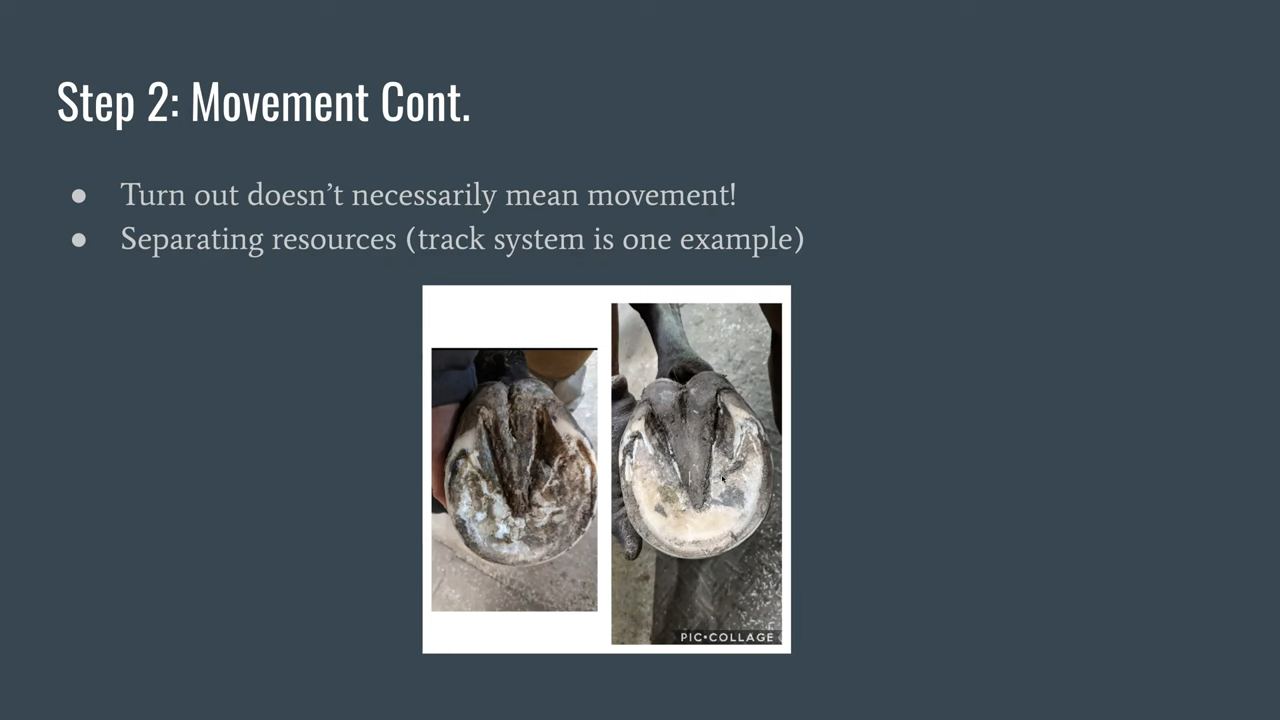 Step 2: Movement Cont.
● Turn out doesn’t necessarily mean movement!
● Separating resources (track system is one example)
PIC•COLLAGE